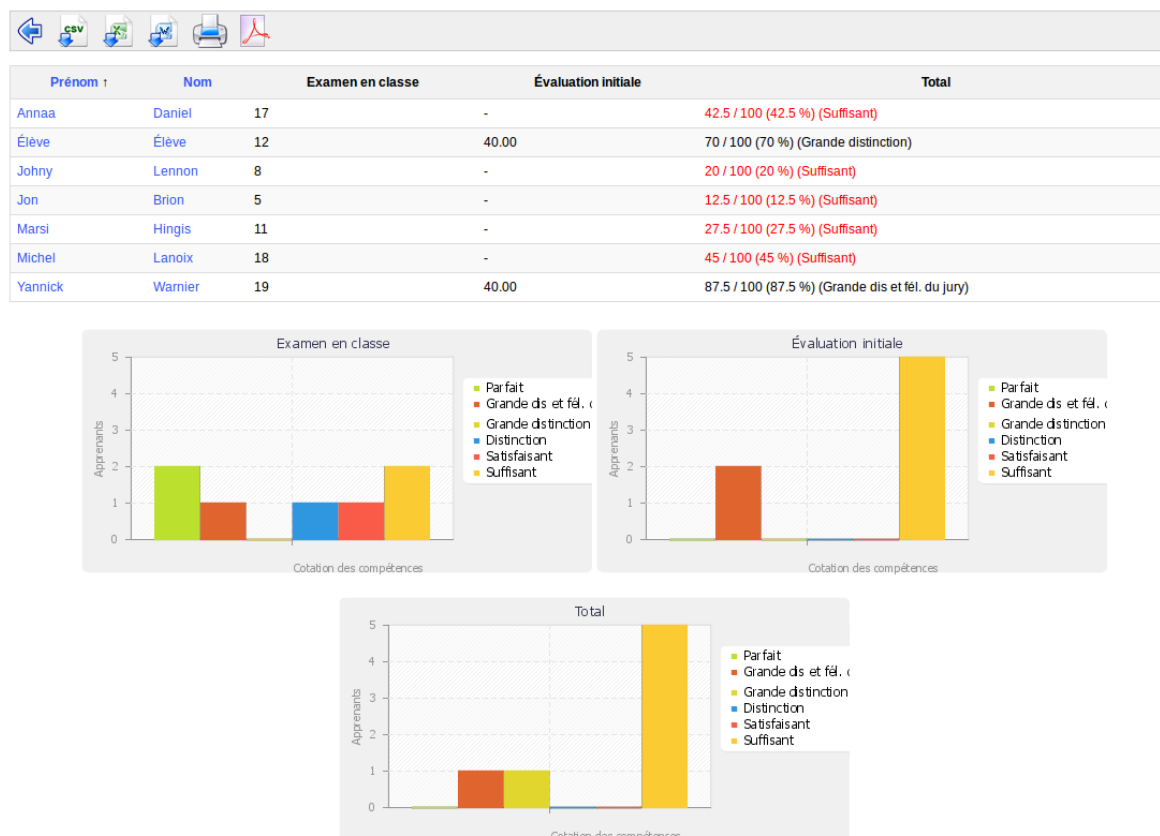 CSV
X
W
Prénom ↑ Nom Examen en classe Évaluation initiale Total
Annaa Daniel 17 - 42.5 / 100 (42.5 %) (Suffisant)
Élève Élève 12 40.00 70 / 100 (70 %) (Grande distinction)
Johny Lennon 8 - 20 / 100 (20 %) (Suffisant)
Jon Brion 5 - 12.5 / 100 (12.5 %) (Suffisant)
Marsi Hingis 11 - 27.5 / 100 (27.5 %) (Suffisant)
Michel Lanoix 18 - 45 / 100 (45 %) (Suffisant)
Yannick Warnier 19 40.00 87.5 / 100 (87.5 %) (Grande dis et fél. du jury)
Examen en classe
5
4
3
2
1
0
Apprenants
Cotation des compétences
Parfait
Grande dis et fél.
Grande distinction
Distinction
Satisfaisant
Suffisant
Évaluation initiale
5
4
3
2
1
0
Apprenants
Cotation des compétences
Parfait
Grande dis et fél.
Grande distinction
Distinction
Satisfaisant
Suffisant
Total
5
4
3
2
1
0
Apprenants
Cotation des compétences
Parfait
Grande dis et fél.
Grande distinction
Distinction
Satisfaisant
Suffisant